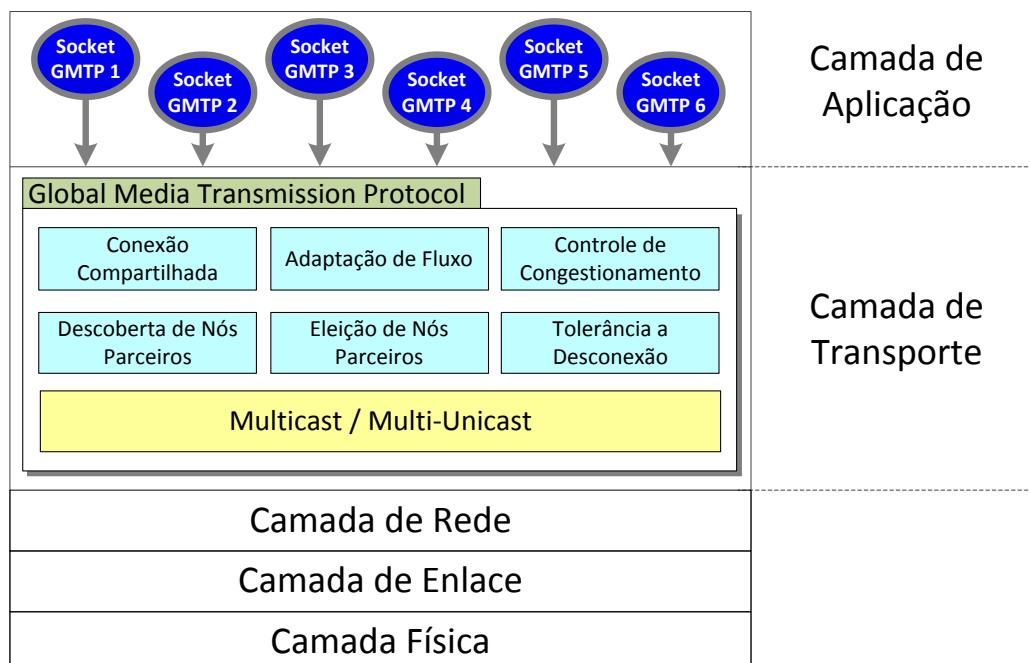 Socket
GMTP 1
Socket
GMTP 2
Socket
GMTP 3
Socket
GMTP 4
Socket
GMTP 5
Socket
GMTP 6
Camada de
Aplicação
Global Media Transmission Protocol
Conexão
Compartilhada
Adaptação de Fluxo
Controle de
Congestionamento
Descoberta de Nós
Parceiros
Eleição de Nós
Parceiros
Tolerância a
Desconexão
Multicast / Multi-Unicast
Camada de
Transporte
Camada de Rede
Camada de Enlace
Camada Física